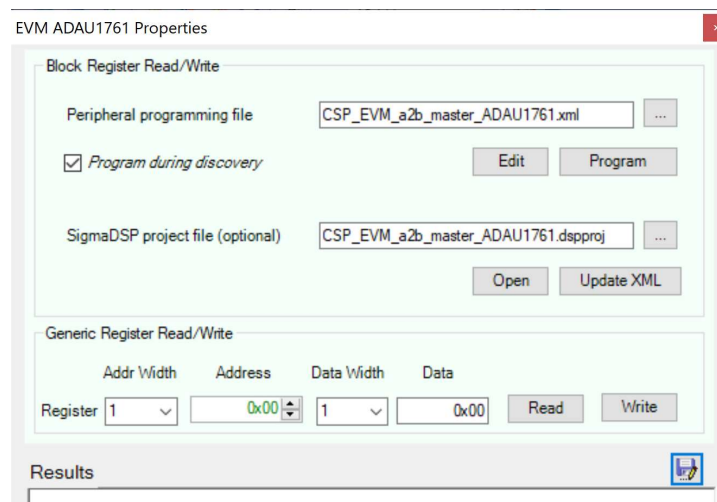 EVM ADAU1761 Properties
Block Register Read/Write
Peripheral programming file CSP_EVM_a2b_master_ADAU1761.xml ...
Program during discovery Edit Program
SigmaDSP project file (optional) CSP_EVM_a2b_master_ADAU1761.dspproj ...
Open Update XML
Generic Register Read/Write
Addr Width Address Data Width Data
Register 1 0x00 1 0x00 Read Write
Results